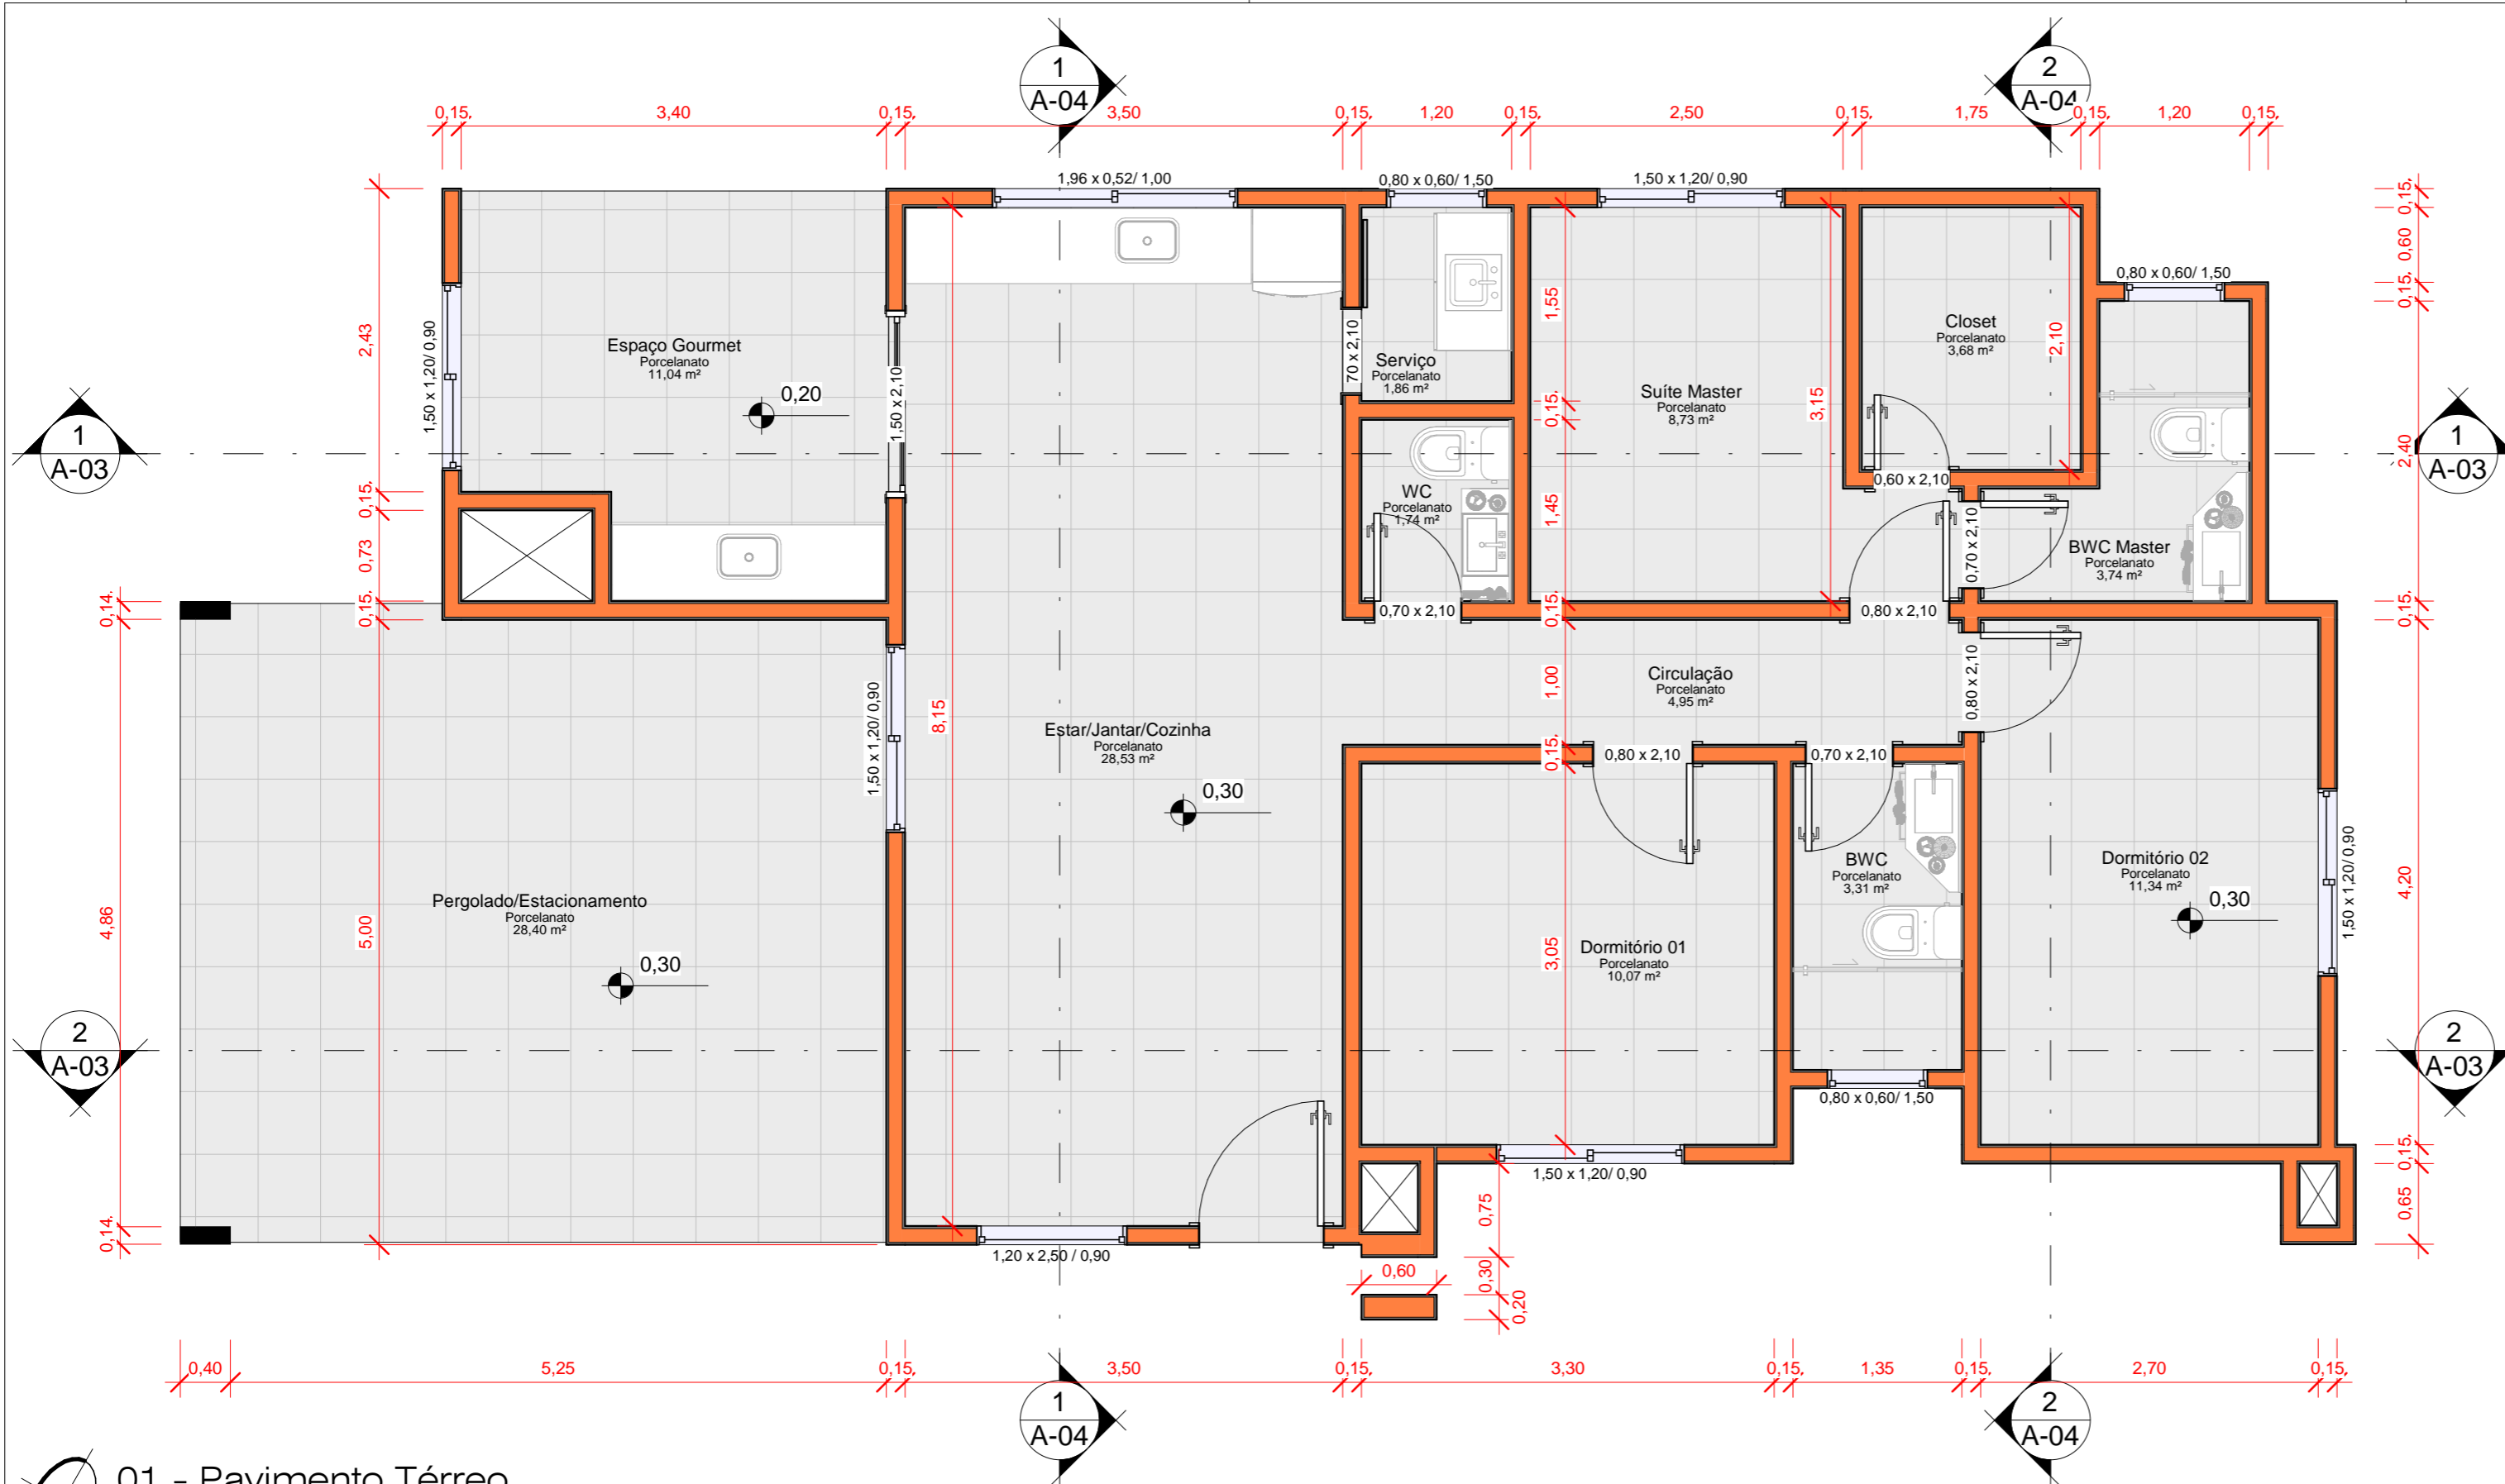 1
A-04
2
A-04
0,15
3,40
0,15
3,50
0,15
1,20
0,15
2,50
0,15
1,75
0,15
1,20
0,15
1,96 x 0,52/ 1,00
0,80 x 0,60/ 1,50
1,50 x 1,20/ 0,90
0,80 x 0,60/ 1,50
0,15
0,60
0,15
2,40
0,15
4,20
0,15
0,65
2,43
0,15
0,73
0,15
5,00
0,14
4,86
0,14
1,50 x 1,20/ 0,90
Espaço Gourmet
Porcelanato
11,04 m²
0,20
1,50 x 2,10
70 x 2,10
Serviço
Porcelanato
1,86 m²
1,55
0,15
1,45
0,15
1,00
0,15
3,05
Suíte Master
Porcelanato
8,73 m²
3,15
Closet
Porcelanato
3,68 m²
2,10
1
A-03
1
A-03
WC
Porcelanato
1,74 m²
0,60 x 2,10
0,70 x 2,10
BWC Master
Porcelanato
3,74 m²
0,70 x 2,10
0,80 x 2,10
0,80 x 2,10
Circulação
Porcelanato
4,95 m²
1,50 x 1,20/ 0,90
8,15
Estar/Jantar/Cozinha
Porcelanato
28,53 m²
0,30
0,80 x 2,10
0,70 x 2,10
BWC
Porcelanato
3,31 m²
Dormitório 02
Porcelanato
11,34 m²
0,30
1,50 x 1,20/ 0,90
Pergolado/Estacionamento
Porcelanato
28,40 m²
0,30
Dormitório 01
Porcelanato
10,07 m²
2
A-03
2
A-03
0,80 x 0,60/ 1,50
1,50 x 1,20/ 0,90
1,20 x 2,50 / 0,90
0,75
0,30
0,20
0,60
0,40
5,25
0,15
3,50
0,15
3,30
0,15
1,35
0,15
2,70
0,15
1
A-04
2
A-04
01 - Pavimento Térreo